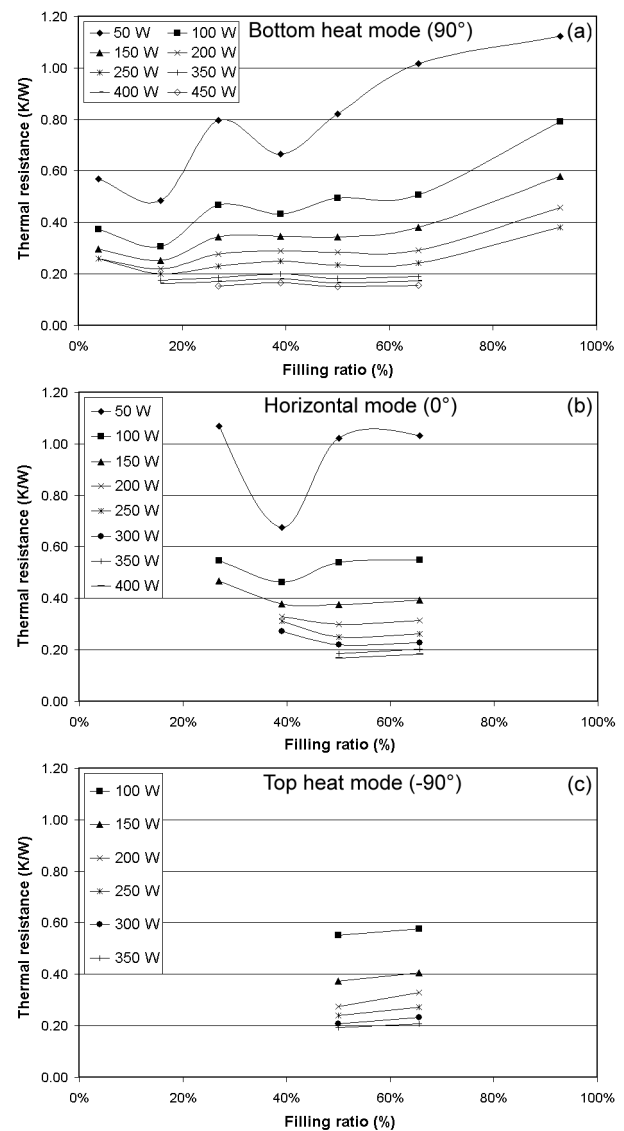 Bottom heat mode (90°)
(a)
50 W
100 W
150 W
200 W
250 W
350 W
400 W
450 W
1.20
1.00
0.80
0.60
0.40
0.20
0.00
Thermal resistance (K/W)
0%
20%
40%
60%
80%
100%
Filling ratio (%)
Horizontal mode (0°)
(b)
50 W
100 W
150 W
200 W
250 W
300 W
350 W
400 W
1.20
1.00
0.80
0.60
0.40
0.20
0.00
Thermal resistance (K/W)
0%
20%
40%
60%
80%
100%
Filling ratio (%)
Top heat mode (-90°)
(c)
100 W
150 W
200 W
250 W
300 W
350 W
1.20
1.00
0.80
0.60
0.40
0.20
0.00
Thermal resistance (K/W)
0%
20%
40%
60%
80%
100%
Filling ratio (%)